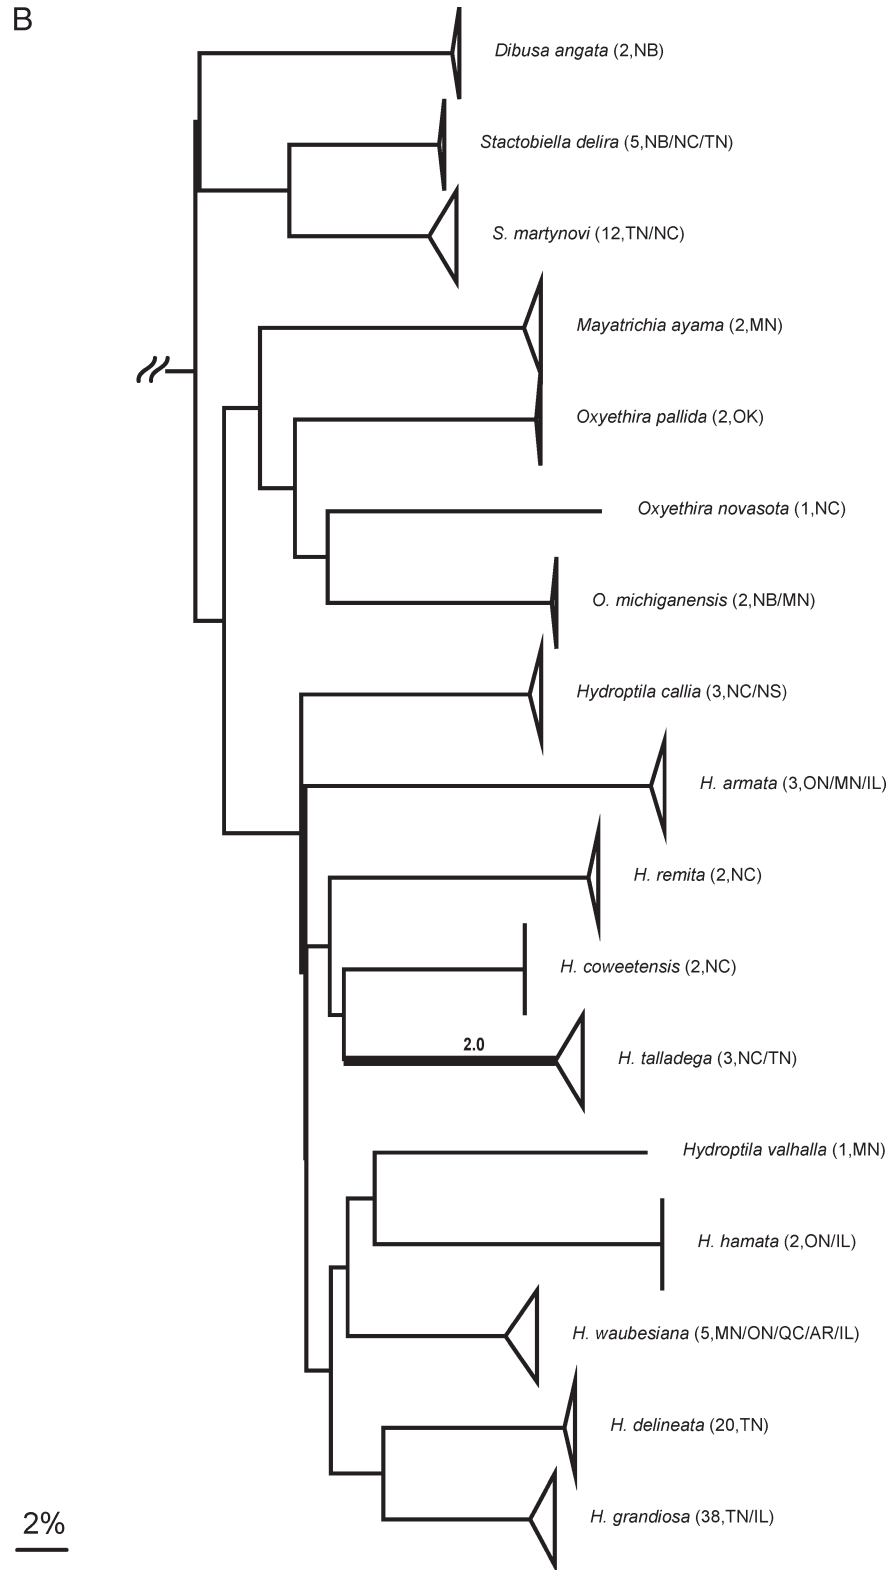 B
Dibusa angata (2,NB)
Stactobiella delira (5,NB/NC/TN)
S. martynovi (12,TN/NC)
Mayatrichia ayama (2,MN)
Oxyethira pallida (2,OK)
Oxyethira novasota (1,NC)
O. michiganensis (2,NB/MN)
Hydroptila callia (3,NC/NS)
H. armata (3,ON/MN/IL)
H. remita (2,NC)
H. coweetensis (2,NC)
2.0
H. talladega (3,NC/TN)
Hydroptila valhalla (1,MN)
H. hamata (2,ON/IL)
H. waubesiana (5,MN/ON/QC/AR/IL)
H. delineata (20,TN)
H. grandiosa (38,TN/IL)
2%